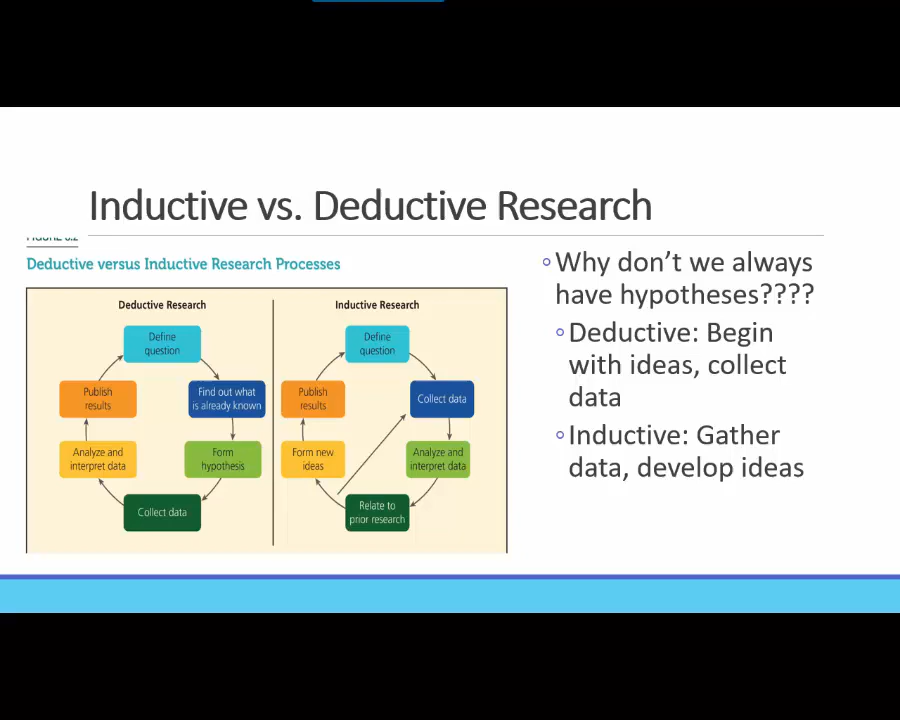 Inductive vs. Deductive Research
Deductive versus Inductive Research Processes
Deductive Research
Define
question
Find out what
is already known
Form
hypothesis
Collect data
Analyze and
interpret data
Publish
results
Inductive Research
Define
question
Collect data
Analyze and
interpret data
Relate to
prior research
Form new
ideas
Publish
results
Why don’t we always
have hypotheses????
Deductive: Begin
with ideas, collect
data
Inductive: Gather
data, develop ideas